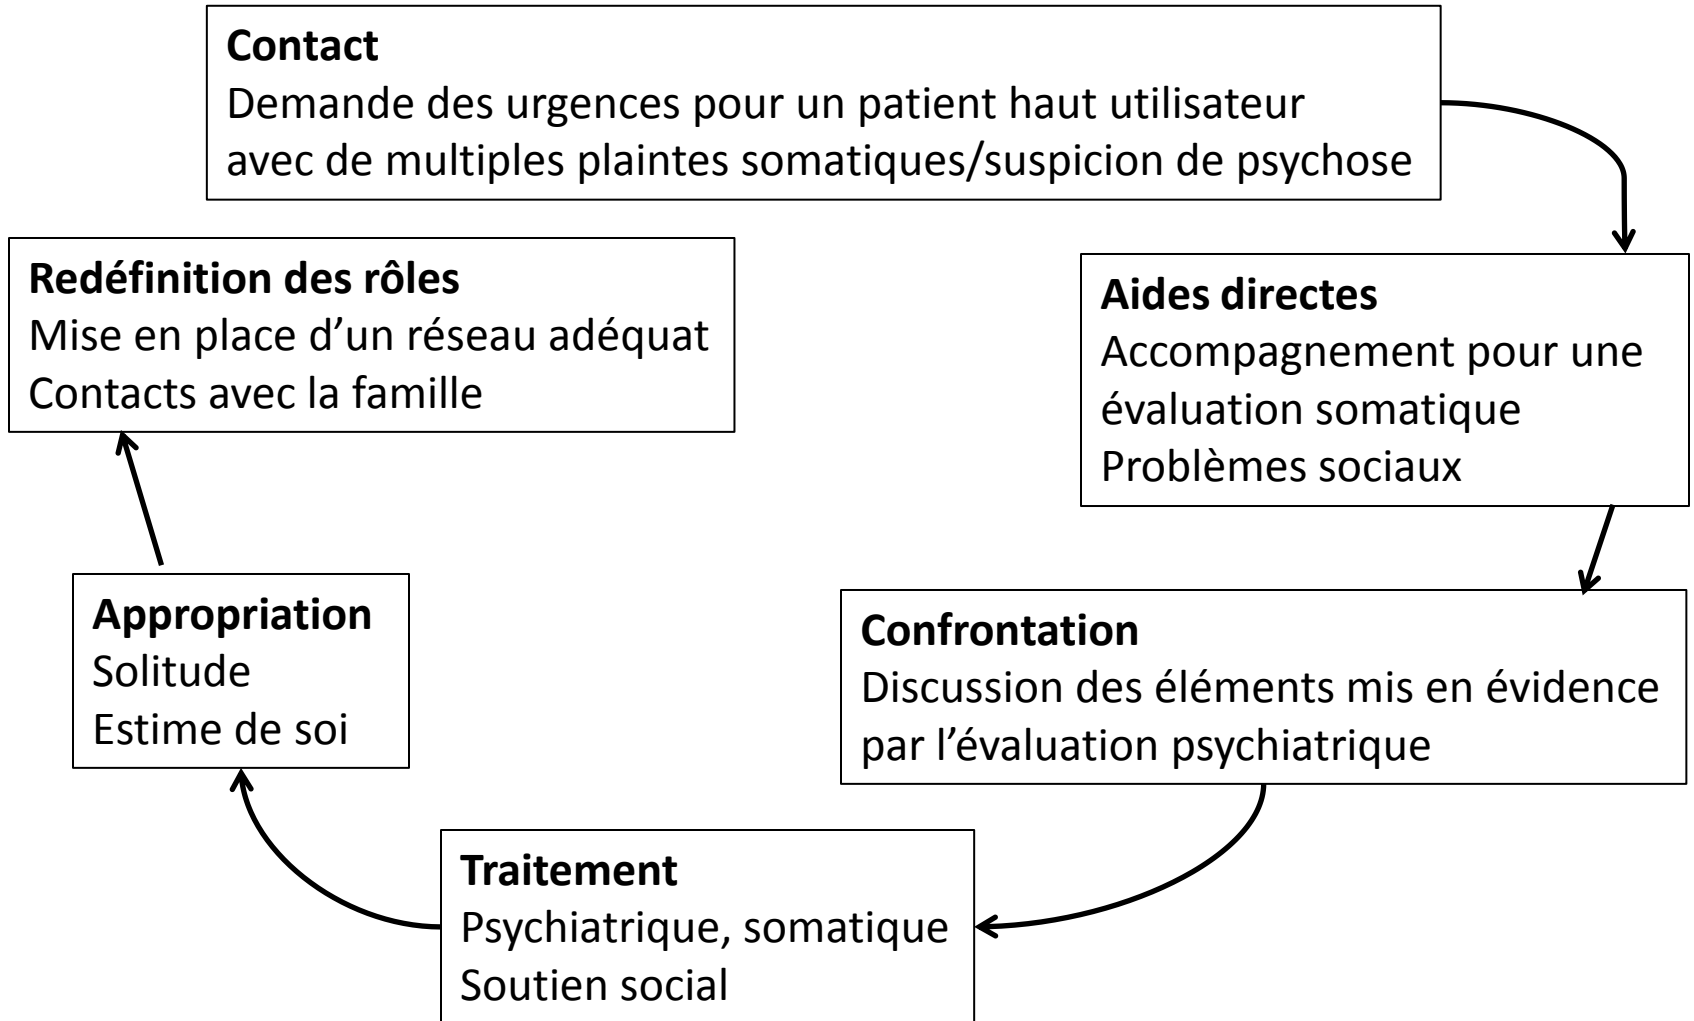 Contact
Demande des urgences pour un patient haut utilisateur
avec de multiples plaintes somatiques/suspicion de psychose
Aides directes
Accompagnement pour une
évaluation somatique
Problèmes sociaux
Confrontation
Discussion des éléments mis en évidence
par l’évaluation psychiatrique
Traitement
Psychiatrique, somatique
Soutien social
Appropriation
Solitude
Estime de soi
Redéfinition des rôles
Mise en place d’un réseau adéquat
Contacts avec la famille